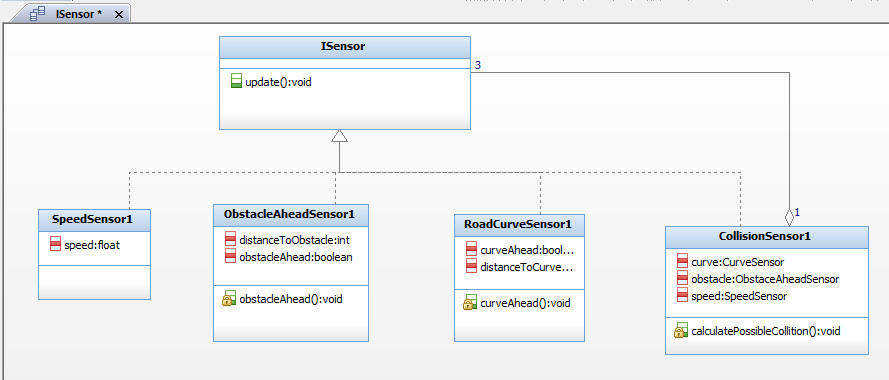 ISensor *
ISensor
update():void
3
1
SpeedSensor1
speed:float
ObstacleAheadSensor1
distanceToObstacle:int
obstacleAhead:boolean
obstacleAhead():void
RoadCurveSensor1
curveAhead:bool...
distanceToCurve...
curveAhead():void
CollisionSensor1
curve:CurveSensor
obstacle:ObstaceAheadSensor
speed:SpeedSensor
calculatePossibleCollition():void